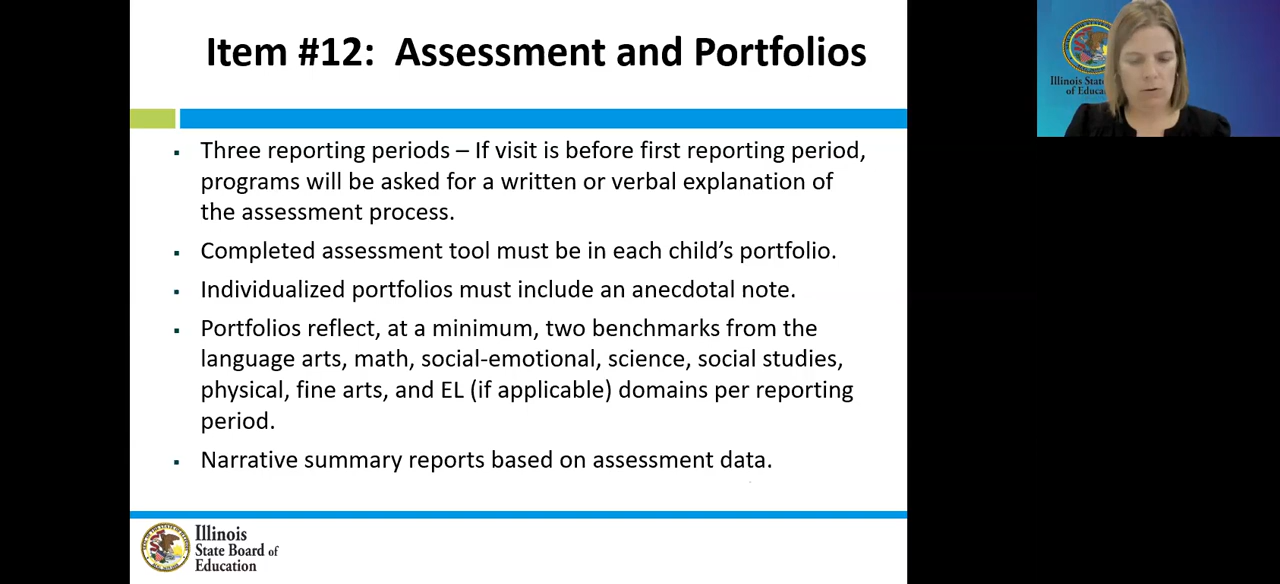 Item #12: Assessment and Portfolios
Three reporting periods – If visit is before first reporting period,
programs will be asked for a written or verbal explanation of
the assessment process.
Completed assessment tool must be in each child's portfolio.
Individualized portfolios must include an anecdotal note.
Portfolios reflect, at a minimum, two benchmarks from the
language arts, math, social-emotional, science, social studies,
physical, fine arts, and EL (if applicable) domains per reporting
period.
Narrative summary reports based on assessment data.
Illinois
State Board of
Education
Illinois
of